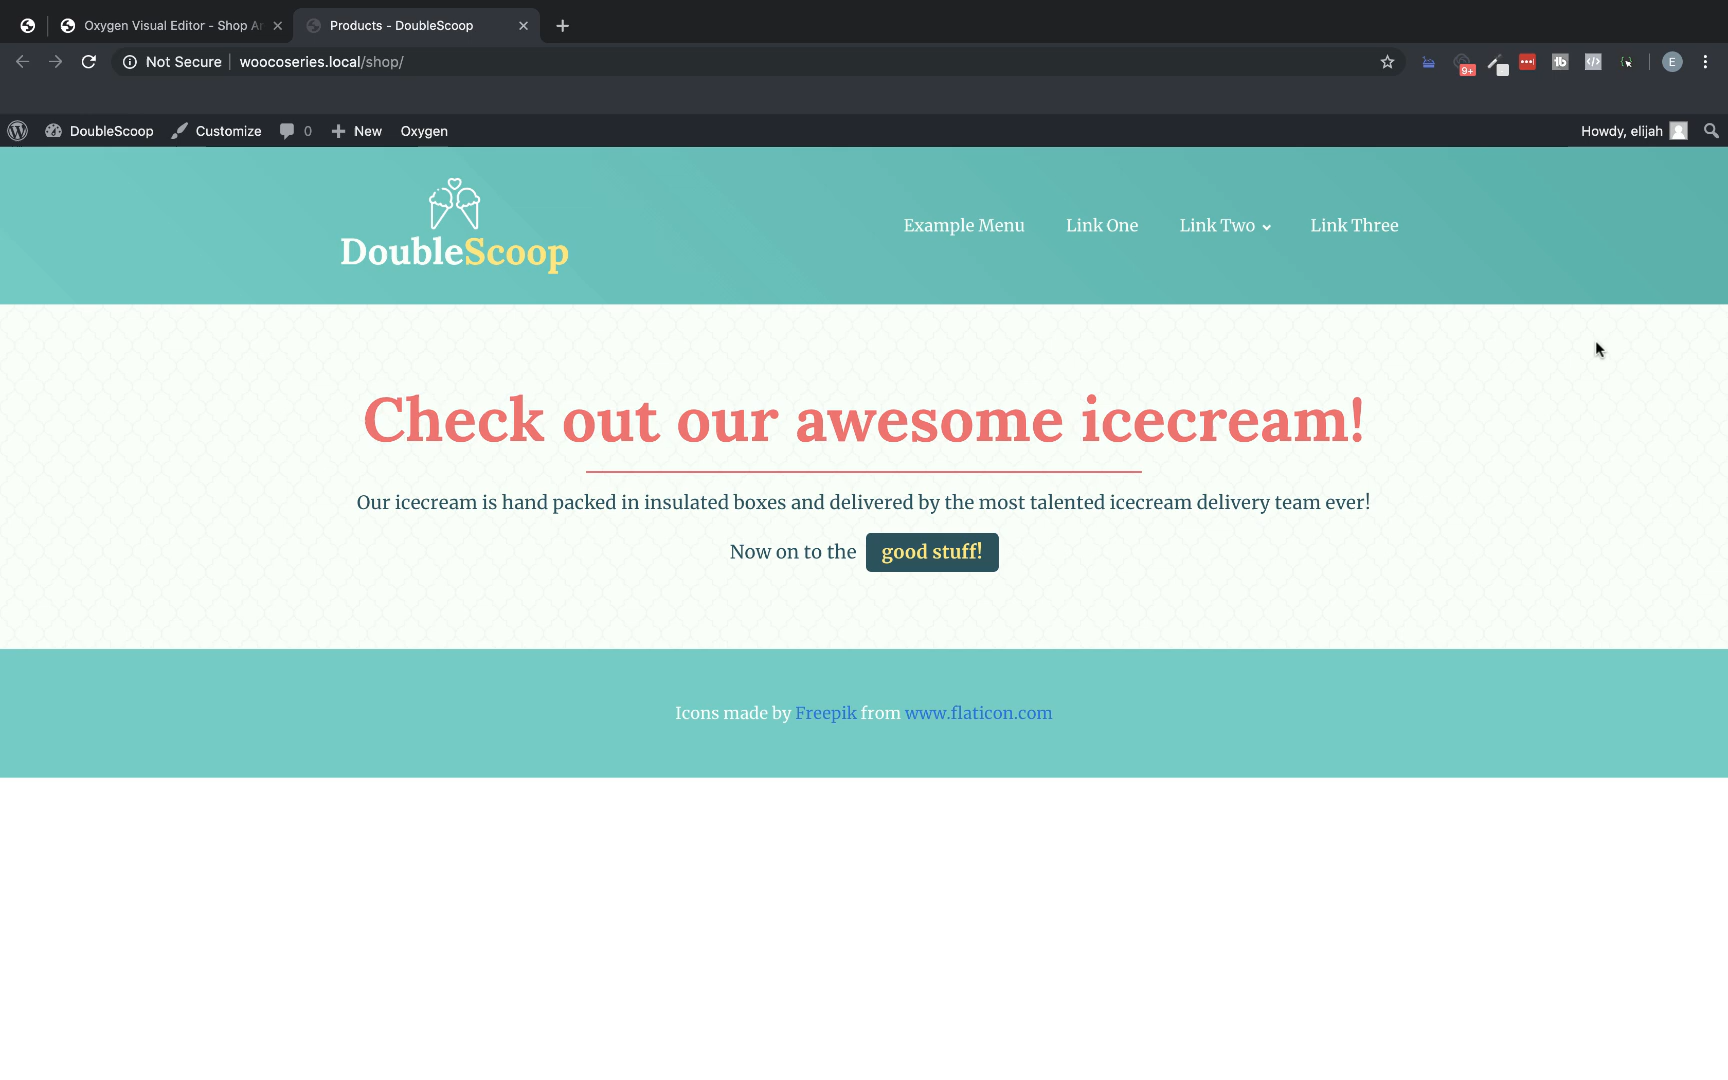 Oxygen Visual Editor - Shop Ar
Products - DoubleScoop
Not Secure woocoseries.local/shop/
9+
E
DoubleScoop Customize 0 New Oxygen Howdy, elijah
DoubleScoop
Example Menu Link One Link Two Link Three
Check out our awesome icecream!
Our icecream is hand packed in insulated boxes and delivered by the most talented icecream delivery team ever!
Now on to the good stuff!
Icons made by Freepik from www.flaticon.com